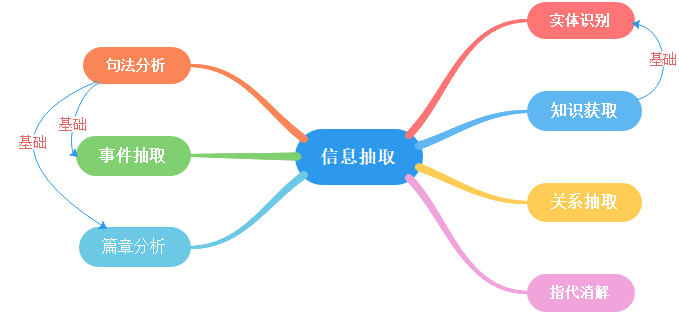 实体识别
句法分析
基础
知识获取
基础
基础
事件抽取
信息抽取
关系抽取
篇章分析
指代消解